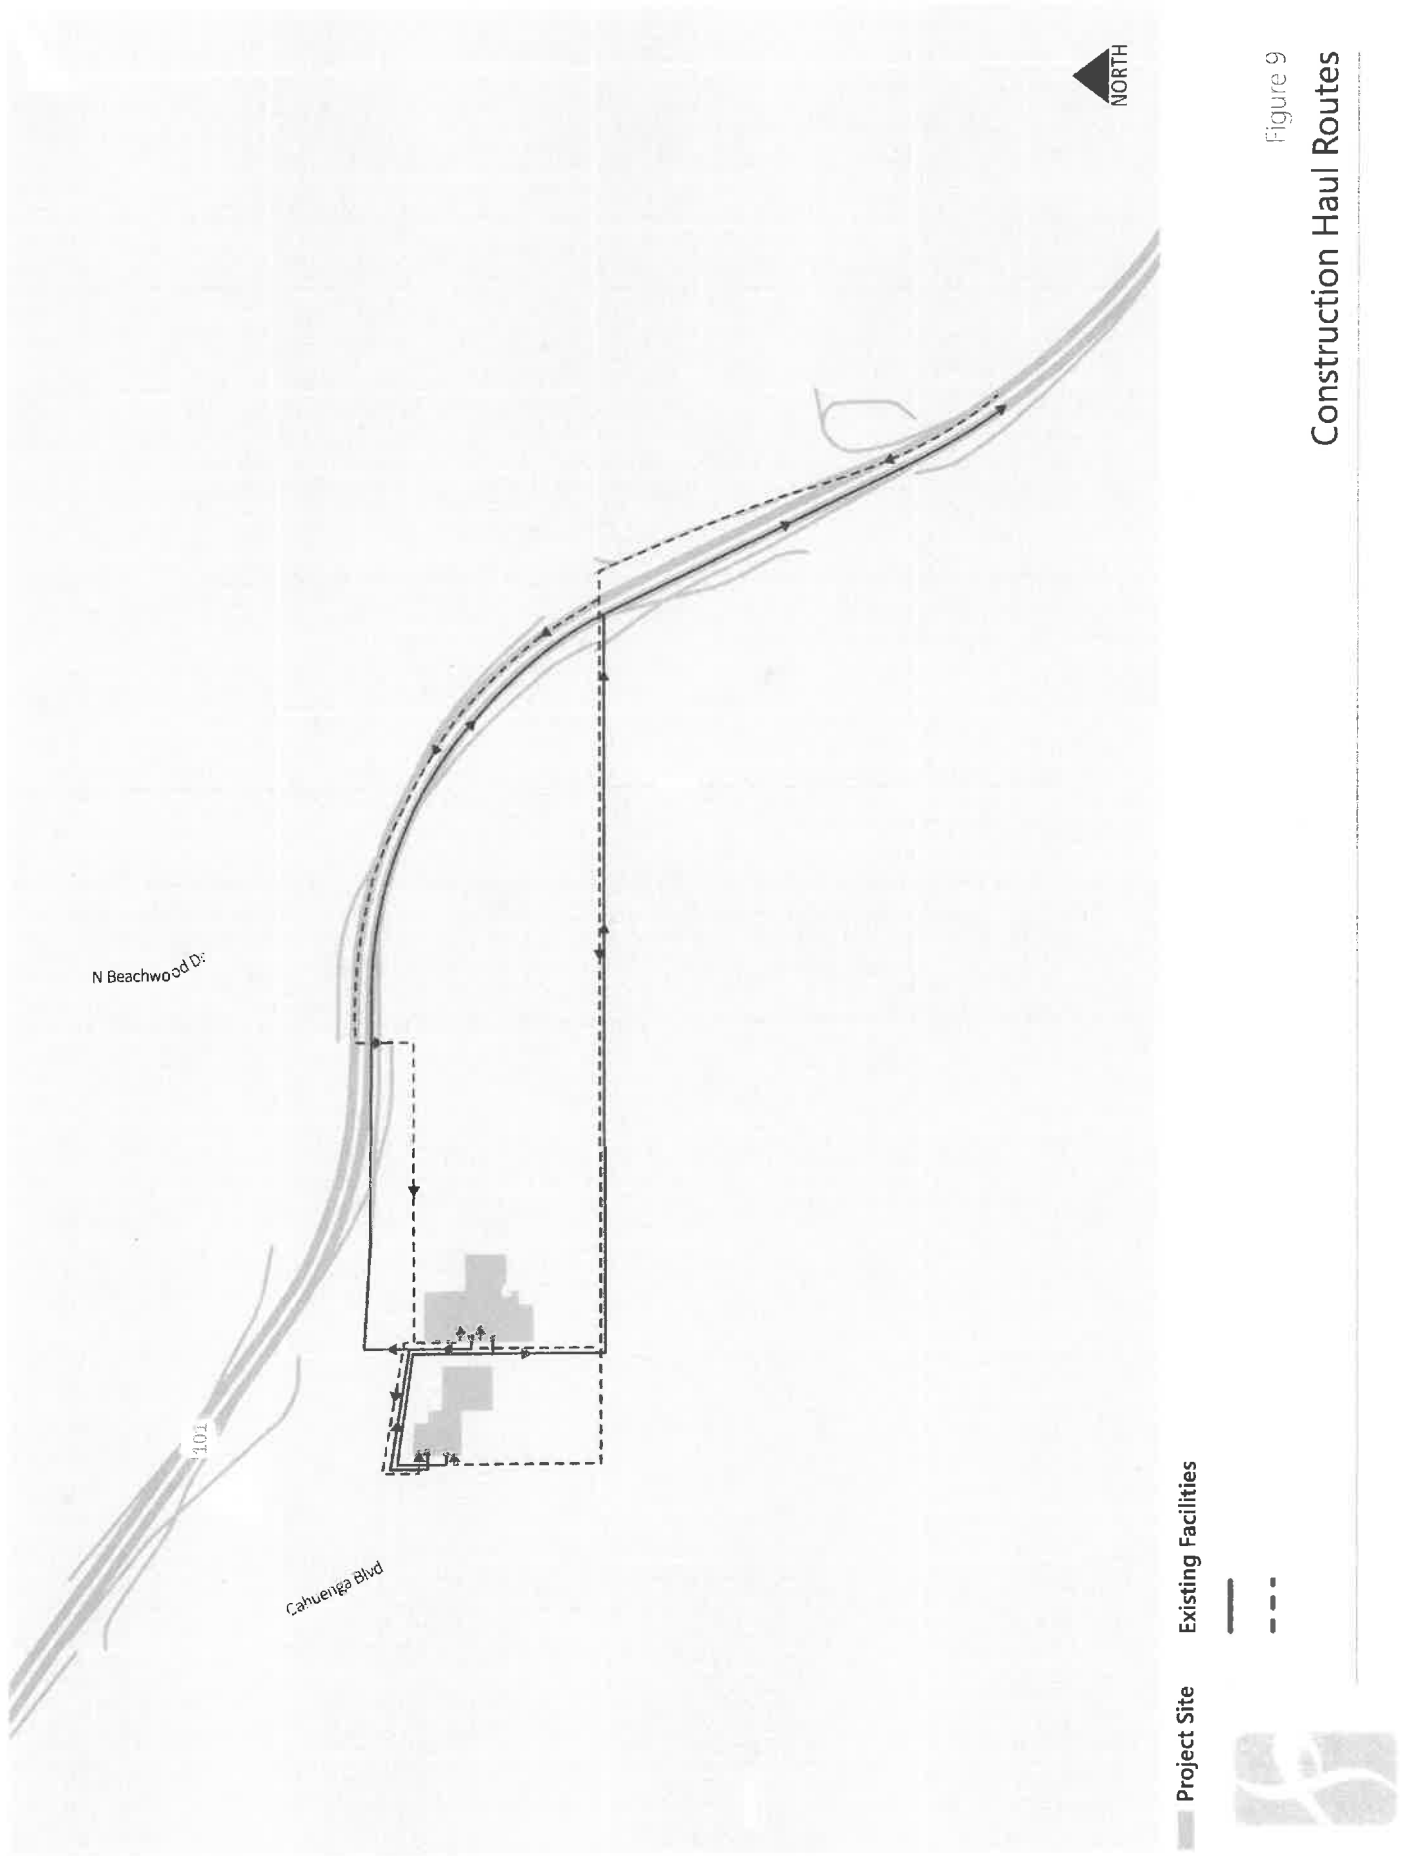 N Beachwood Dr
101
Cahuenga Blvd
NORTH
Project Site
Existing Facilities
Figure 9
Construction Haul Routes